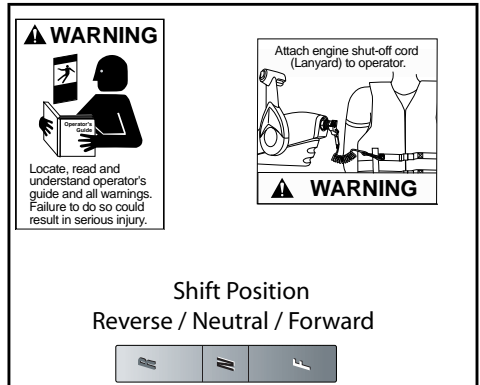 WARNING
Operator's
Guide
Locate, read and
understand operator's
guide and all warnings.
Failure to do so could
result in serious injury.
Attach engine shut-off cord
(Lanyard) to operator.
WARNING
Shift Position
Reverse / Neutral / Forward
R N F